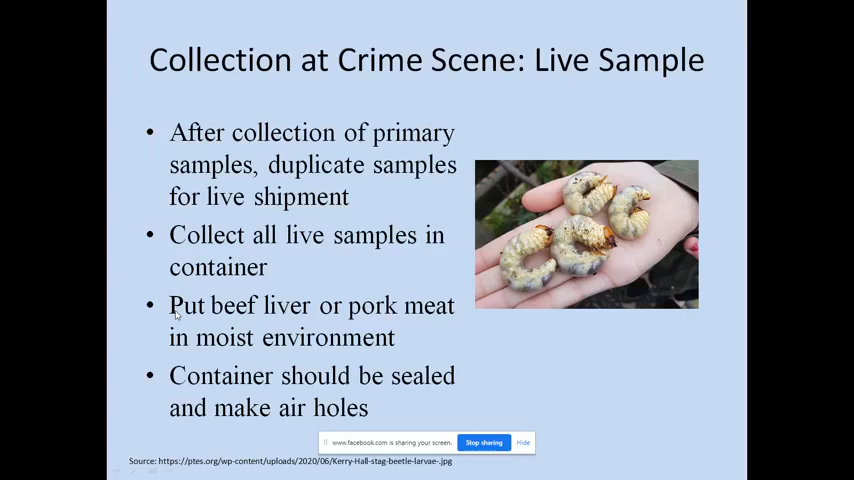 Collection at Crime Scene: Live Sample
• After collection of primary
samples, duplicate samples
for live shipment
• Collect all live samples in
container
• Put beef liver or pork meat
in moist environment
• Container should be sealed
and make air holes
www.facebook.com is sharing your screen.
Stop sharing
Hide
Source: https://ptes.org/wp-content/uploads/2020/06/Kerry-Hall-stag-beetle-larvae-.jpg